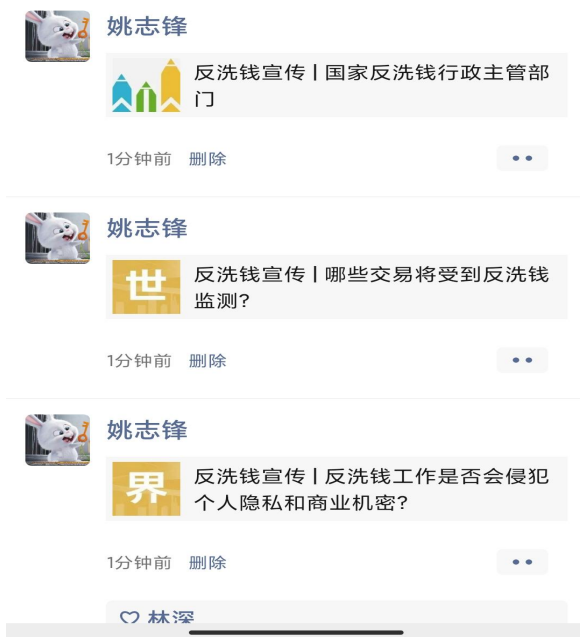 姚志锋
反洗钱宣传 | 国家反洗钱行政主管部
门
1分钟前 删除
姚志锋
世
反洗钱宣传 | 哪些交易将受到反洗钱
监测?
1分钟前 删除
姚志锋
界
反洗钱宣传 | 反洗钱工作是否会侵犯
个人隐私和商业机密?
1分钟前 删除
林深